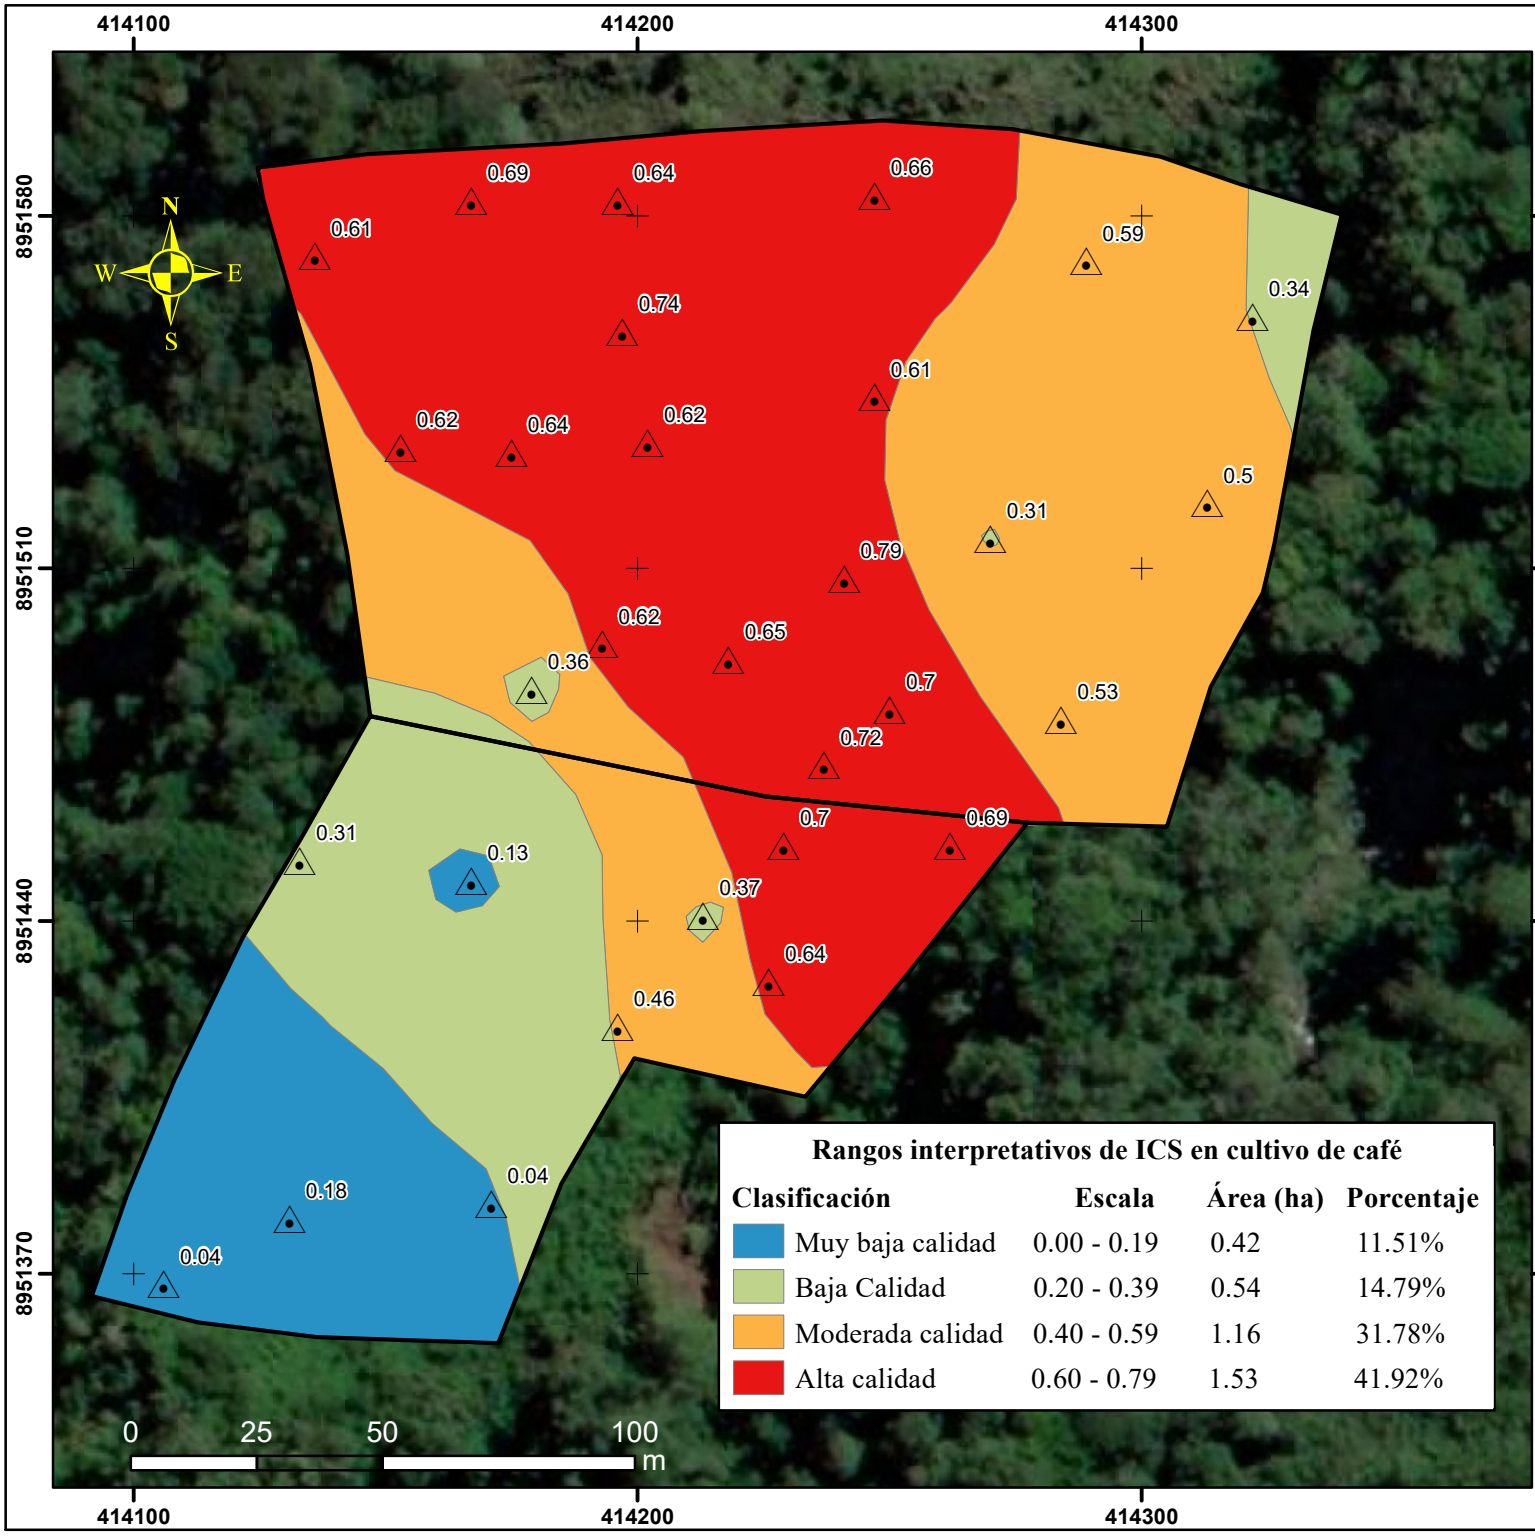 414100 414200 414300
8951580
8951510
8951440
8951370
N
W E
S
0.69 0.64 0.66
0.61
0.59
0.34
0.74
0.61
0.62 0.64 0.62
0.5
0.31
0.79
0.62
0.65
0.36
0.7
0.53
0.72
0.7 0.69
0.31
0.13
0.37
0.64
0.46
0.04
0.18
0.04
Rangos interpretativos de ICS en cultivo de café
Clasificación Escala Área (ha) Porcentaje
Muy baja calidad 0.00 - 0.19 0.42 11.51%
Baja Calidad 0.20 - 0.39 0.54 14.79%
Moderada calidad 0.40 - 0.59 1.16 31.78%
Alta calidad 0.60 - 0.79 1.53 41.92%
0 25 50 100
m
414100 414200 414300